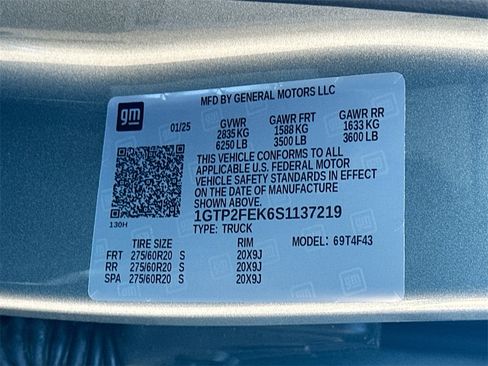 MFD BY GENERAL MOTORS LLC
gm
01/25 GVWR GAWR FRT GAWR RR
2835 KG 1588 KG 1633 KG
6250 LB 3500 LB 3600 LB
THIS VEHICLE CONFORMS TO ALL
APPLICABLE U.S. FEDERAL MOTOR
VEHICLE SAFETY STANDARDS IN EFFECT
ON THE DATE OF MANUFACTURE
SHOWN ABOVE.
1GTP2FEK6S1137219
130H
TYPE: TRUCK
TIRE SIZE RIM MODEL: 69T4F43
FRT 275/60R20 S 20X9J
RR 275/60R20 S 20X9J
SPA 275/60R20 S 20X9J